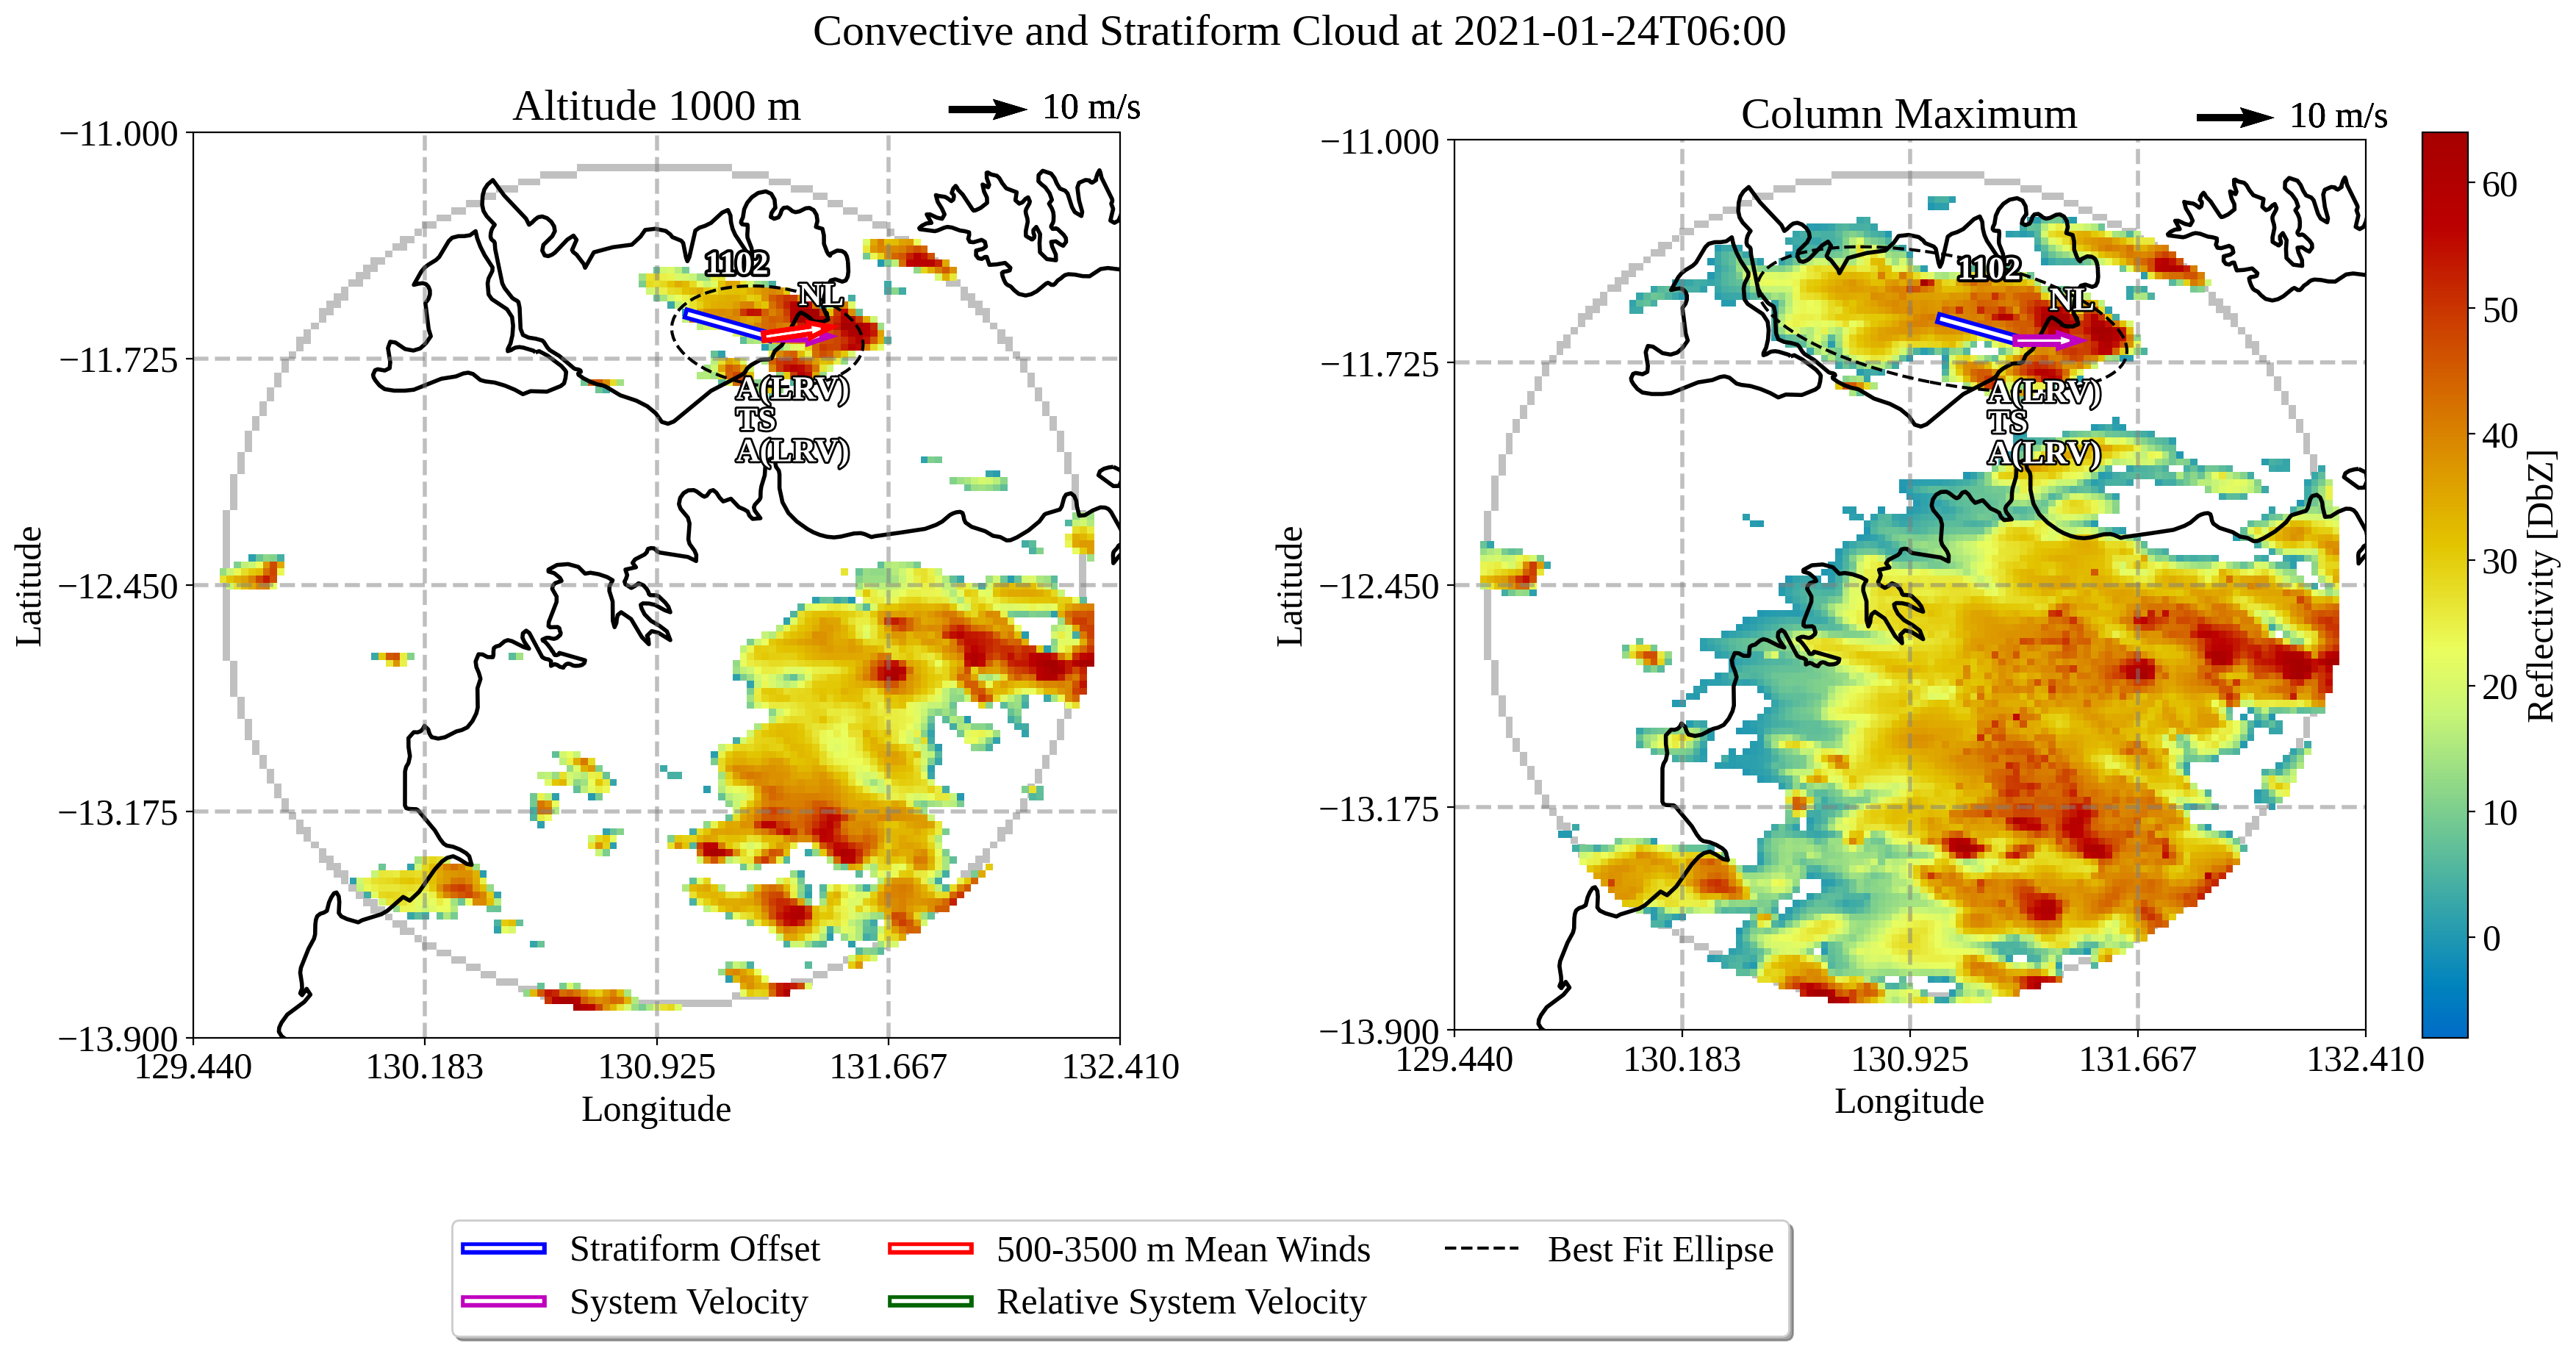 Convective and Stratiform Cloud at 2021-01-24T06:00
Altitude 1000 m
10 m/s
−11.000
−11.725
−12.450
−13.175
−13.900
Latitude
129.440
130.183
130.925
131.667
132.410
Longitude
1102
NL
A(LRV)
TS
A(LRV)
Column Maximum
10 m/s
−11.000
−11.725
−12.450
−13.175
−13.900
Latitude
129.440
130.183
130.925
131.667
132.410
Longitude
1102
NL
A(LRV)
TS
A(LRV)
60
50
40
30
20
10
0
Reflectivity [DbZ]
Stratiform Offset
500-3500 m Mean Winds
Best Fit Ellipse
System Velocity
Relative System Velocity